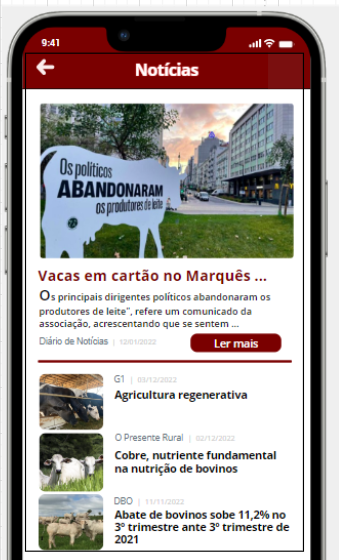 9:41
Notícias
Os políticos
ABANDONARAM
os produtores de leite
Vacas em cartão no Marquês ...
Os principais dirigentes políticos abandonaram os
produtores de leite", refere um comunicado da
associação, acrescentando que se sentem ...
Diário de Notícias | 12/01/2022
Ler mais
G1 | 03/12/2022
Agricultura regenerativa
O Presente Rural | 02/12/2022
Cobre, nutriente fundamental
na nutrição de bovinos
DBO | 11/11/2022
Abate de bovinos sobe 11,2% no
3º trimestre ante 3º trimestre de
2021